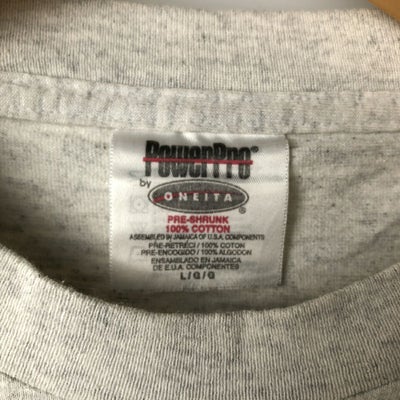 PowerPro®
by ONEITA®
PRE-SHRUNK
100% COTTON
ASSEMBLED IN JAMAICA OF U.S.A. COMPONENTS
PRE-RETRECI / 100% COTON
PRE-ENCOGIDO / 100% ALGODON
ENSAMBLADO EN JAMAICA
DE E.U.A. COMPONENTES
L/G/G